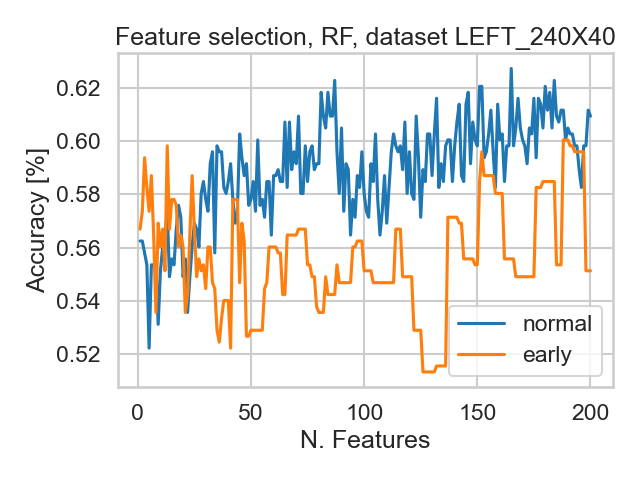 Feature selection, RF, dataset LEFT_240X40
Accuracy [%]
0.62
0.60
0.58
0.56
0.54
0.52
normal
early
0 50 100 150 200
N. Features